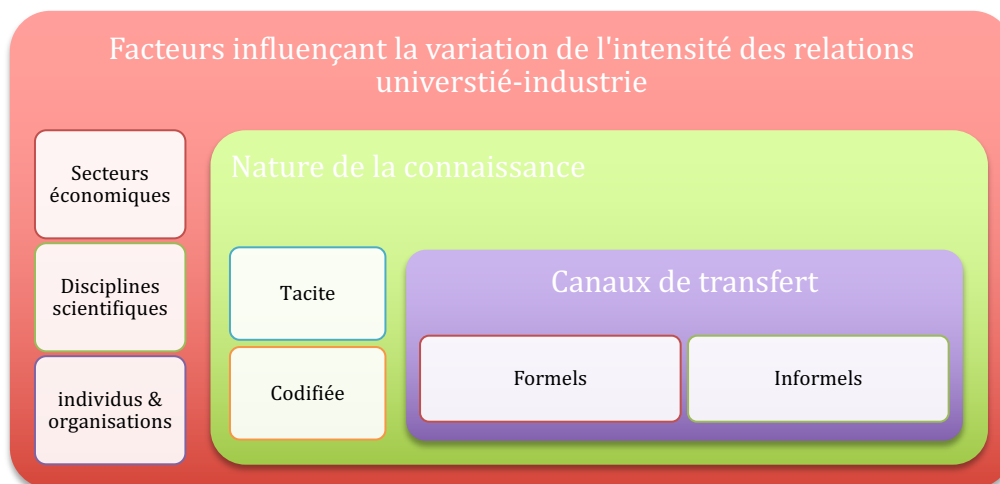 Facteurs influençant la variation de l'intensité des relations
universtié-industrie
Secteurs
économiques
Disciplines
scientifiques
individus &
organisations
Nature de la connaissance
Tacite
Codifiée
Canaux de transfert
Formels
Informels